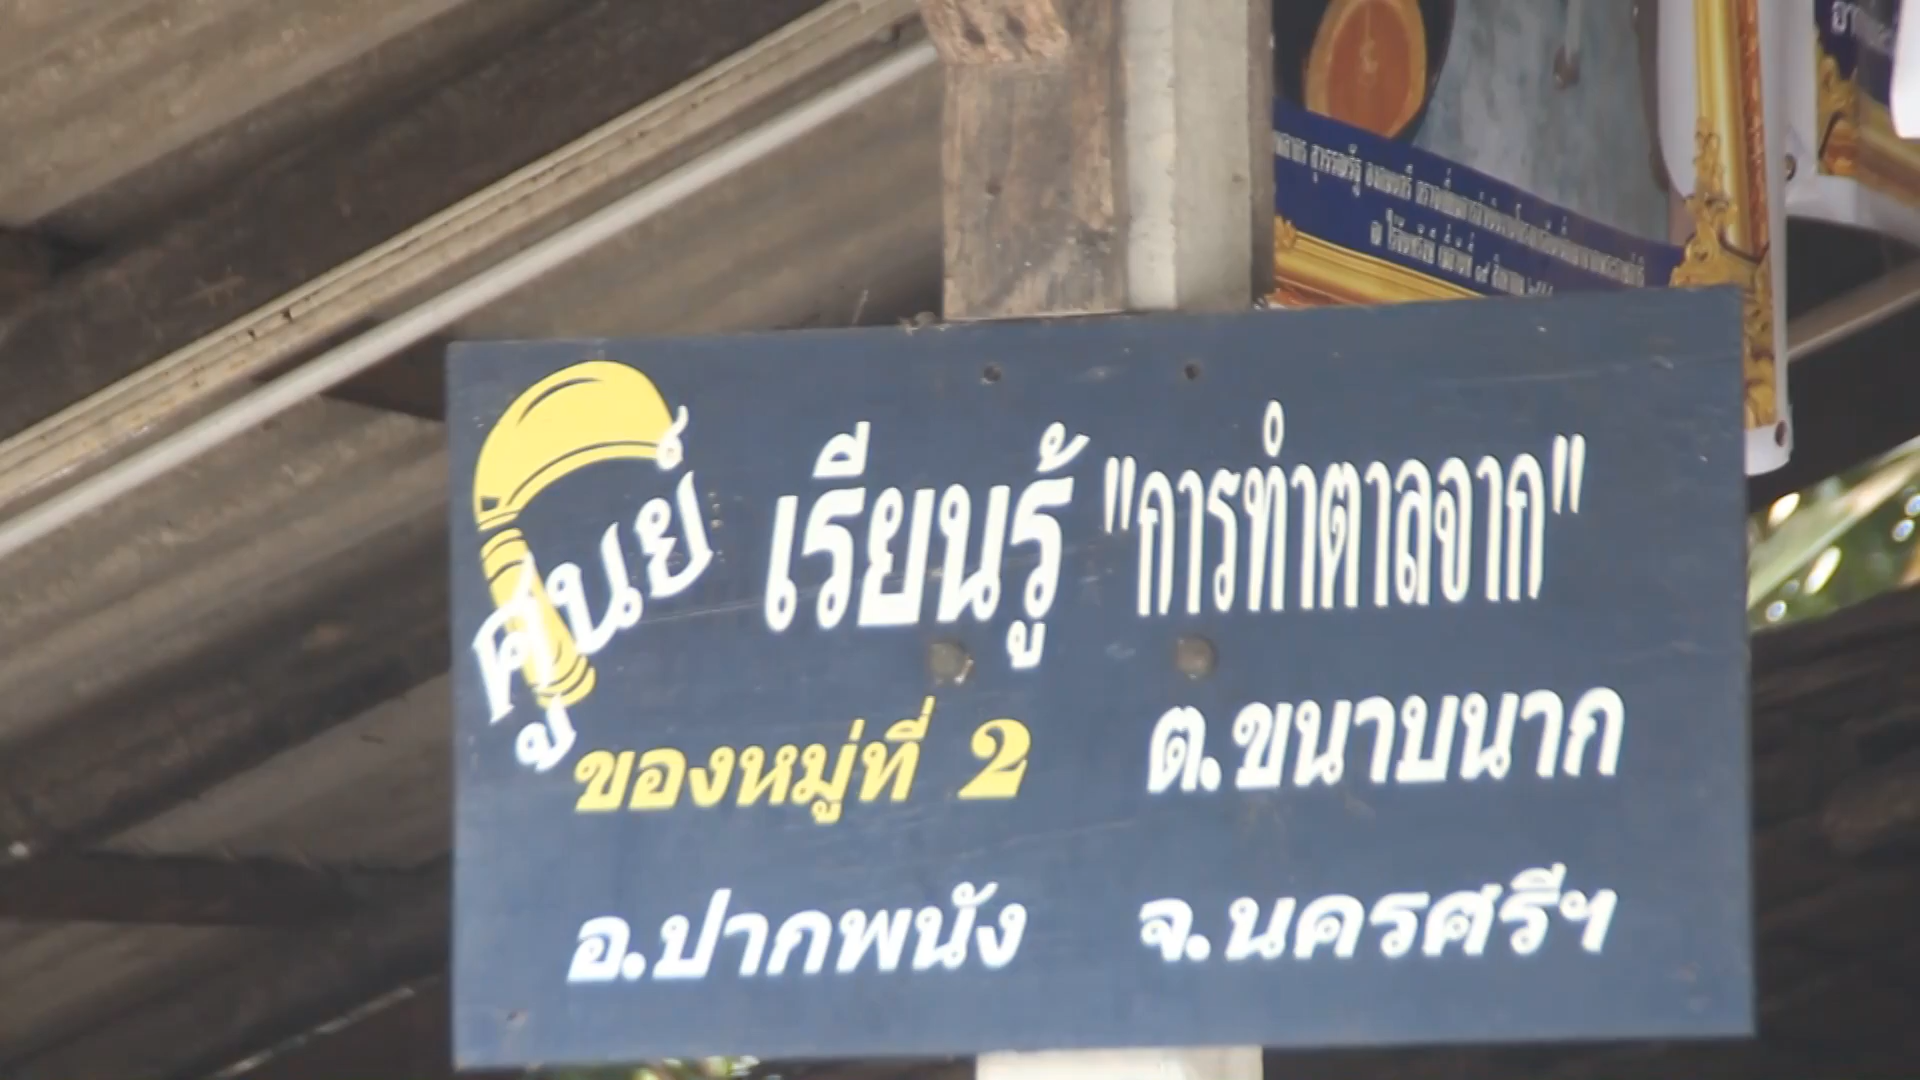 ศูนย์ เรียนรู้ "การทำตาลจาก"
ของหมู่ที่ 2 ต.ขนาบนาก
อ.ปากพนัง จ.นครศรีฯ